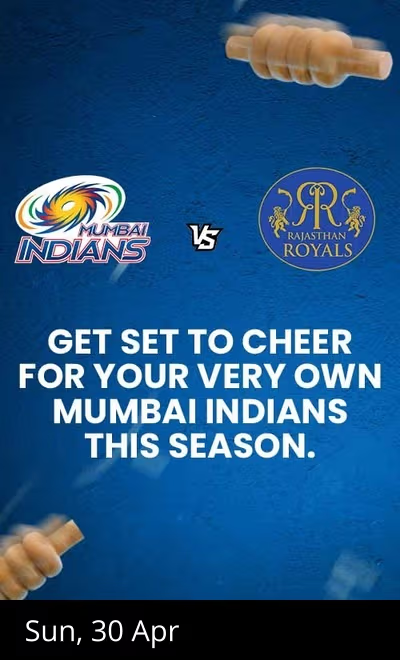 MUMBAI
INDIANS
VS
RR
RAJASTHAN
ROYALS
GET SET TO CHEER
FOR YOUR VERY OWN
MUMBAI INDIANS
THIS SEASON.
Sun, 30 Apr